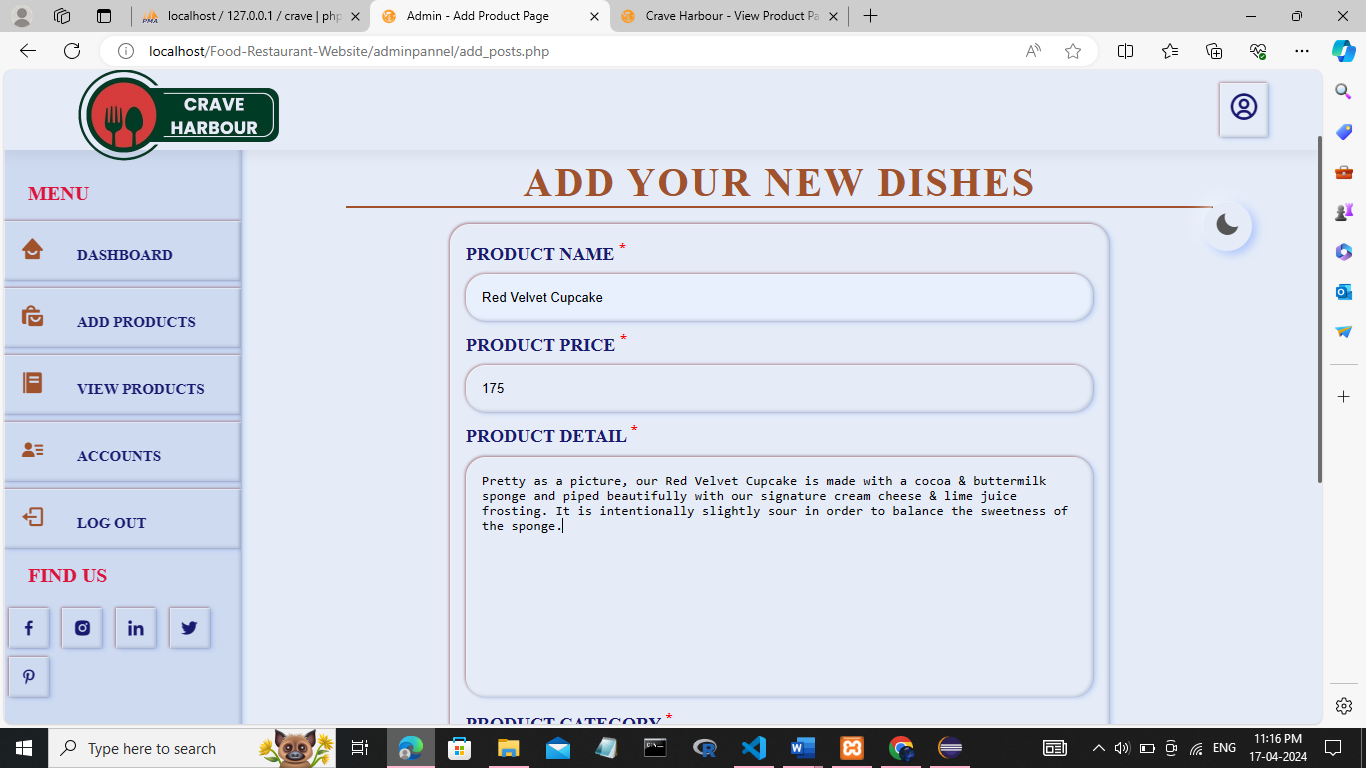 localhost / 127.0.0.1 / crave | php
Admin - Add Product Page
Crave Harbour - View Product Pa
localhost/Food-Restaurant-Website/adminpannel/add_posts.php
CRAVE
HARBOUR
MENU
DASHBOARD
ADD PRODUCTS
VIEW PRODUCTS
ACCOUNTS
LOG OUT
FIND US
ADD YOUR NEW DISHES
PRODUCT NAME *
Red Velvet Cupcake
PRODUCT PRICE *
175
PRODUCT DETAIL *
Pretty as a picture, our Red Velvet Cupcake is made with a cocoa & buttermilk
sponge and piped beautifully with our signature cream cheese & lime juice
frosting. It is intentionally slightly sour in order to balance the sweetness of
the sponge.
PRODUCT CATEGORY *
Type here to search
ENG
11:16 PM
17-04-2024